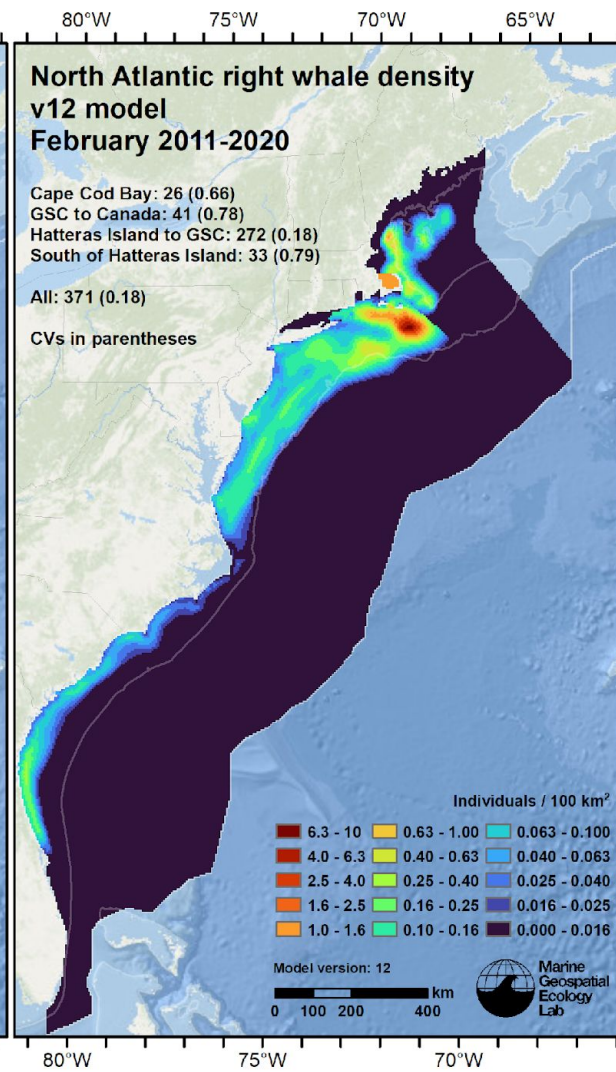 80°W 75°W 70°W 65°W
North Atlantic right whale density
v12 model
February 2011-2020
Cape Cod Bay: 26 (0.66)
GSC to Canada: 41 (0.78)
Hatteras Island to GSC: 272 (0.18)
South of Hatteras Island: 33 (0.79)
All: 371 (0.18)
CVs in parentheses
Individuals / 100 km²
6.3 - 10 0.63 - 1.00 0.063 - 0.100
4.0 - 6.3 0.40 - 0.63 0.040 - 0.063
2.5 - 4.0 0.25 - 0.40 0.025 - 0.040
1.6 - 2.5 0.16 - 0.25 0.016 - 0.025
1.0 - 1.6 0.10 - 0.16 0.000 - 0.016
Model version: 12
km
0 100 200 400
Marine
Geospatial
Ecology
Lab
80°W 75°W 70°W